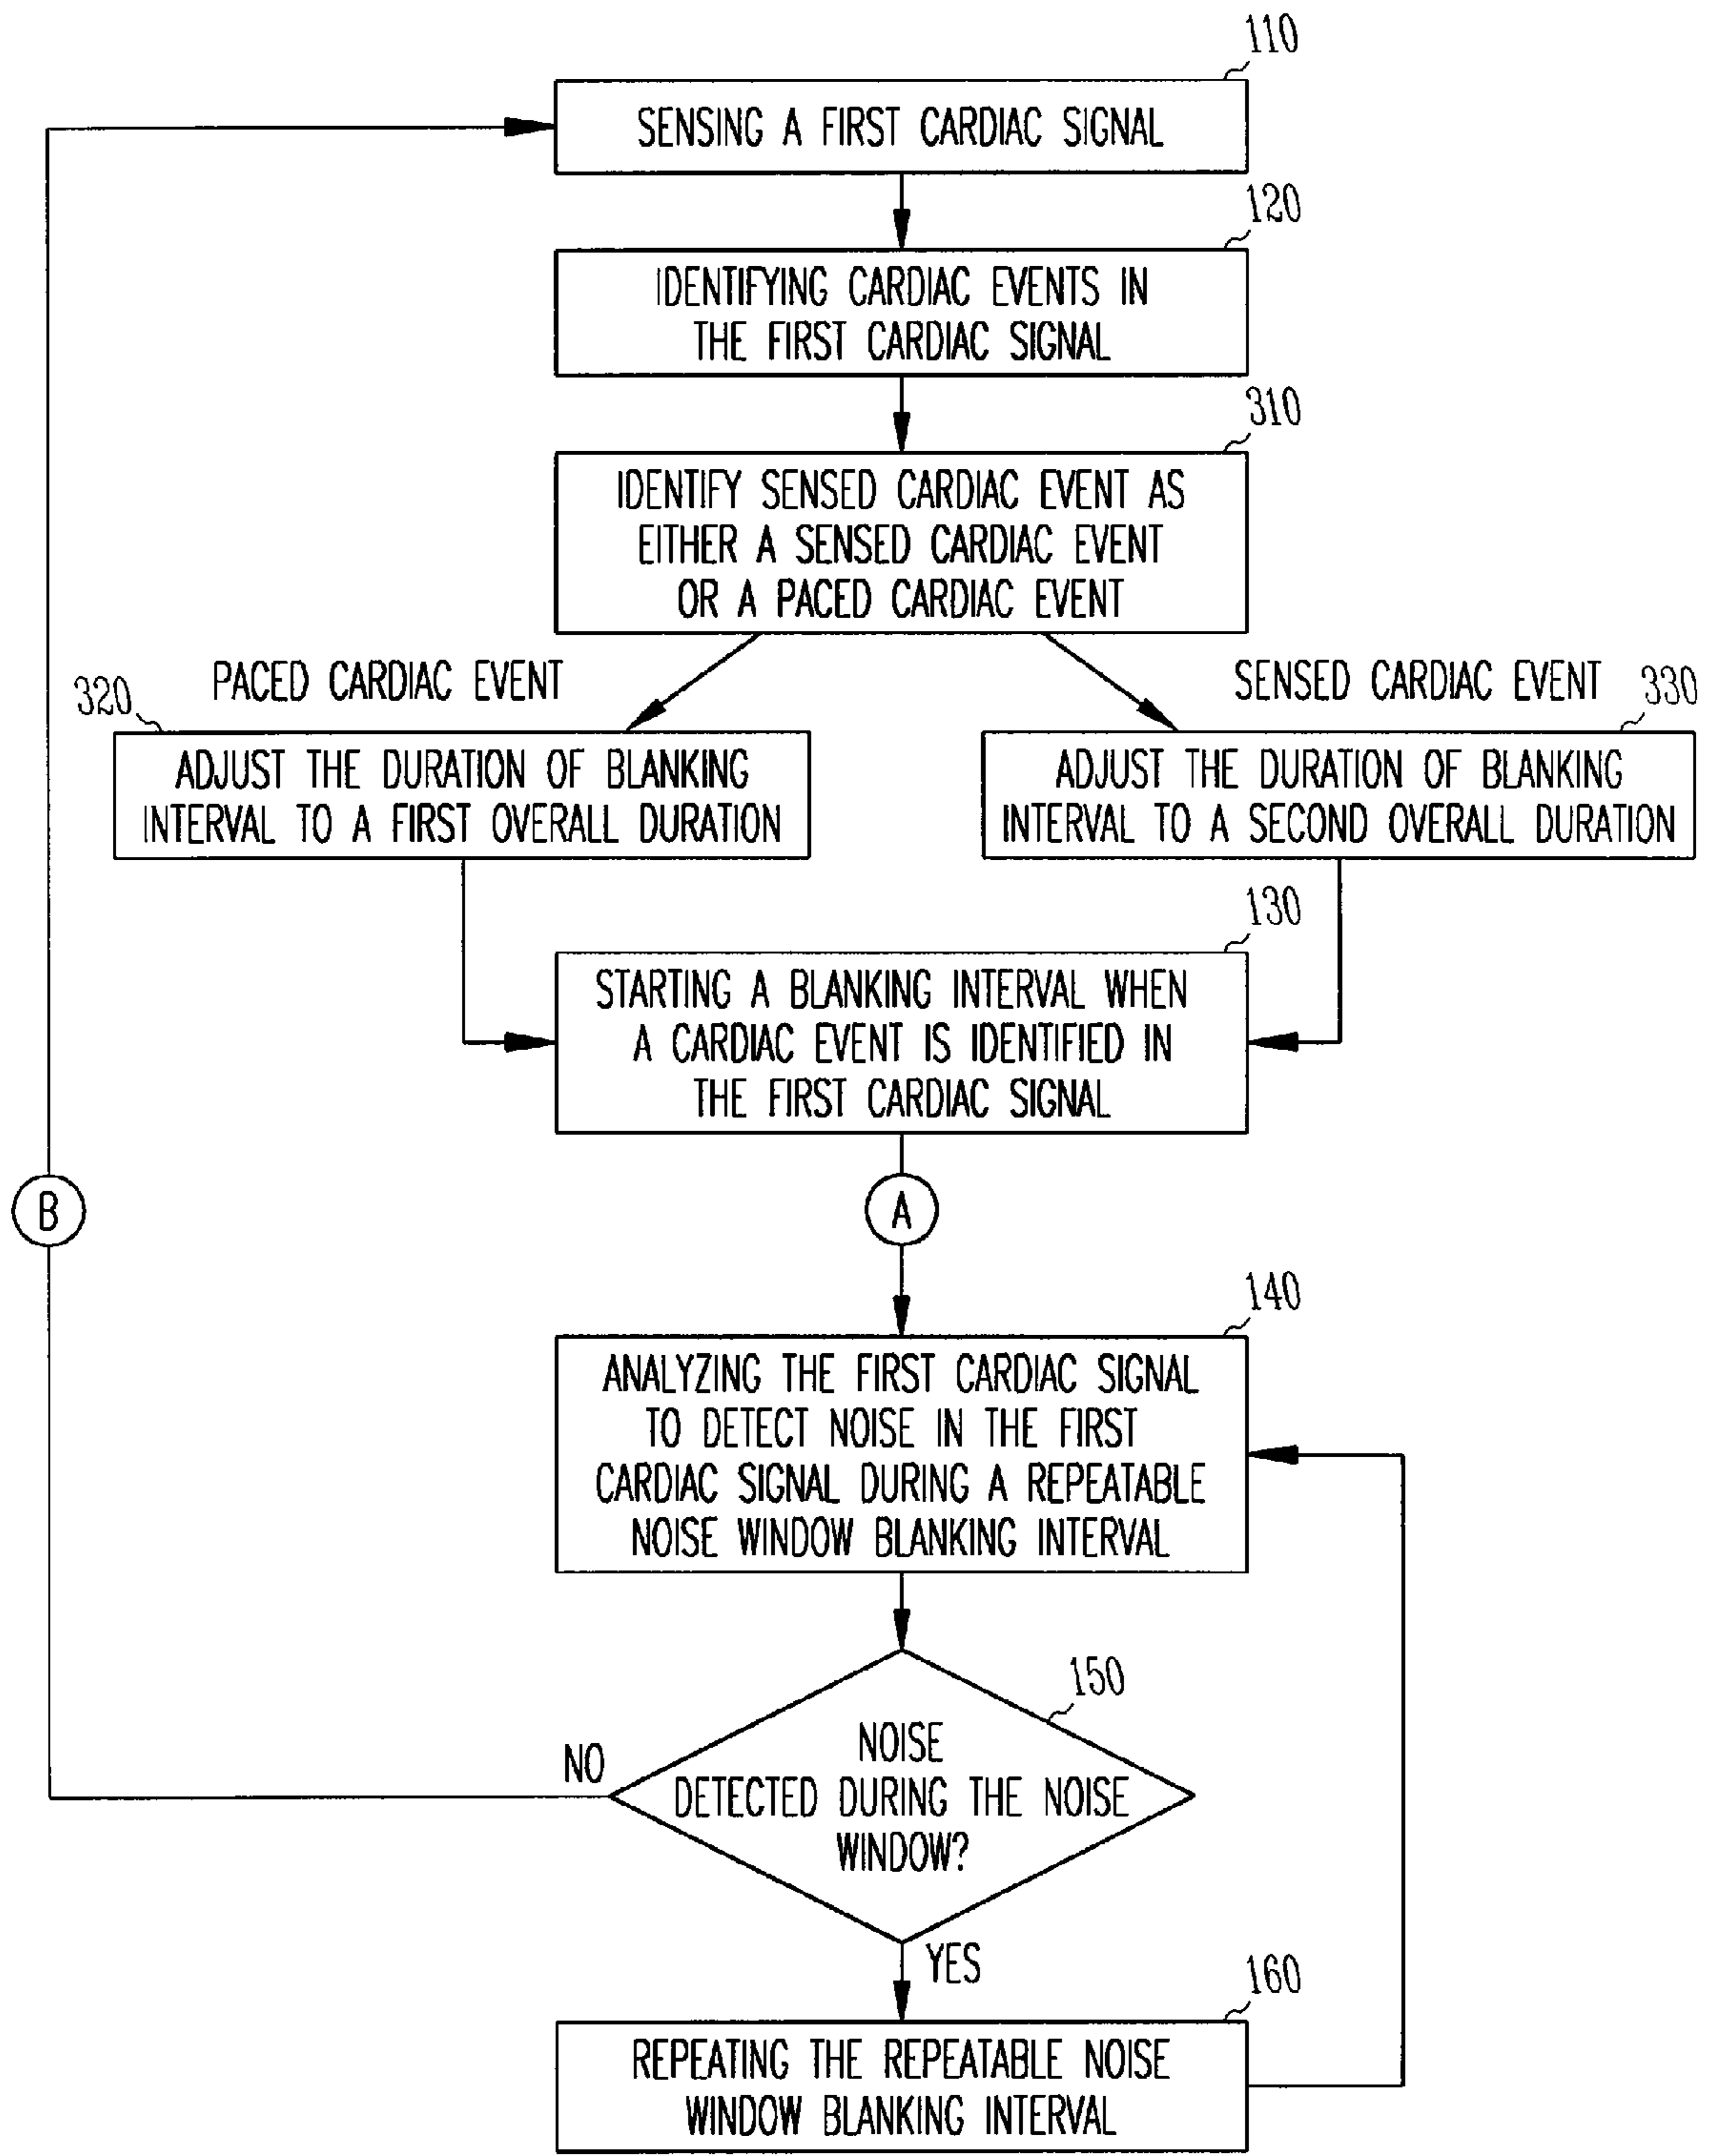 110
SENSING A FIRST CARDIAC SIGNAL
120
IDENTIFYING CARDIAC EVENTS IN
THE FIRST CARDIAC SIGNAL
310
IDENTIFY SENSED CARDIAC EVENT AS
EITHER A SENSED CARDIAC EVENT
OR A PACED CARDIAC EVENT
PACED CARDIAC EVENT
SENSED CARDIAC EVENT
320
ADJUST THE DURATION OF BLANKING
INTERVAL TO A FIRST OVERALL DURATION
330
ADJUST THE DURATION OF BLANKING
INTERVAL TO A SECOND OVERALL DURATION
130
STARTING A BLANKING INTERVAL WHEN
A CARDIAC EVENT IS IDENTIFIED IN
THE FIRST CARDIAC SIGNAL
B
A
140
ANALYZING THE FIRST CARDIAC SIGNAL
TO DETECT NOISE IN THE FIRST
CARDIAC SIGNAL DURING A REPEATABLE
NOISE WINDOW BLANKING INTERVAL
150
NOISE
DETECTED DURING THE NOISE
WINDOW?
NO
YES
160
REPEATING THE REPEATABLE NOISE
WINDOW BLANKING INTERVAL